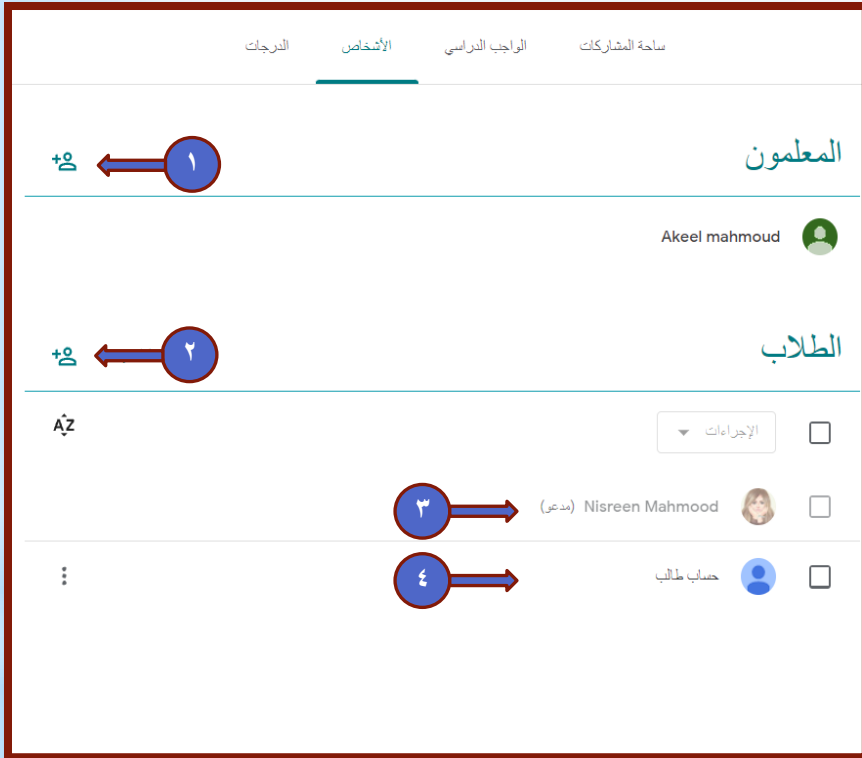 ساحة المشاركات الواجب الدراسي الأشخاص الدرجات
المعلمون
١
Akeel mahmoud
الطلاب
٢
الإجراءات
AZ
Nisreen Mahmood (مدعو)
٣
حساب طالب
٤